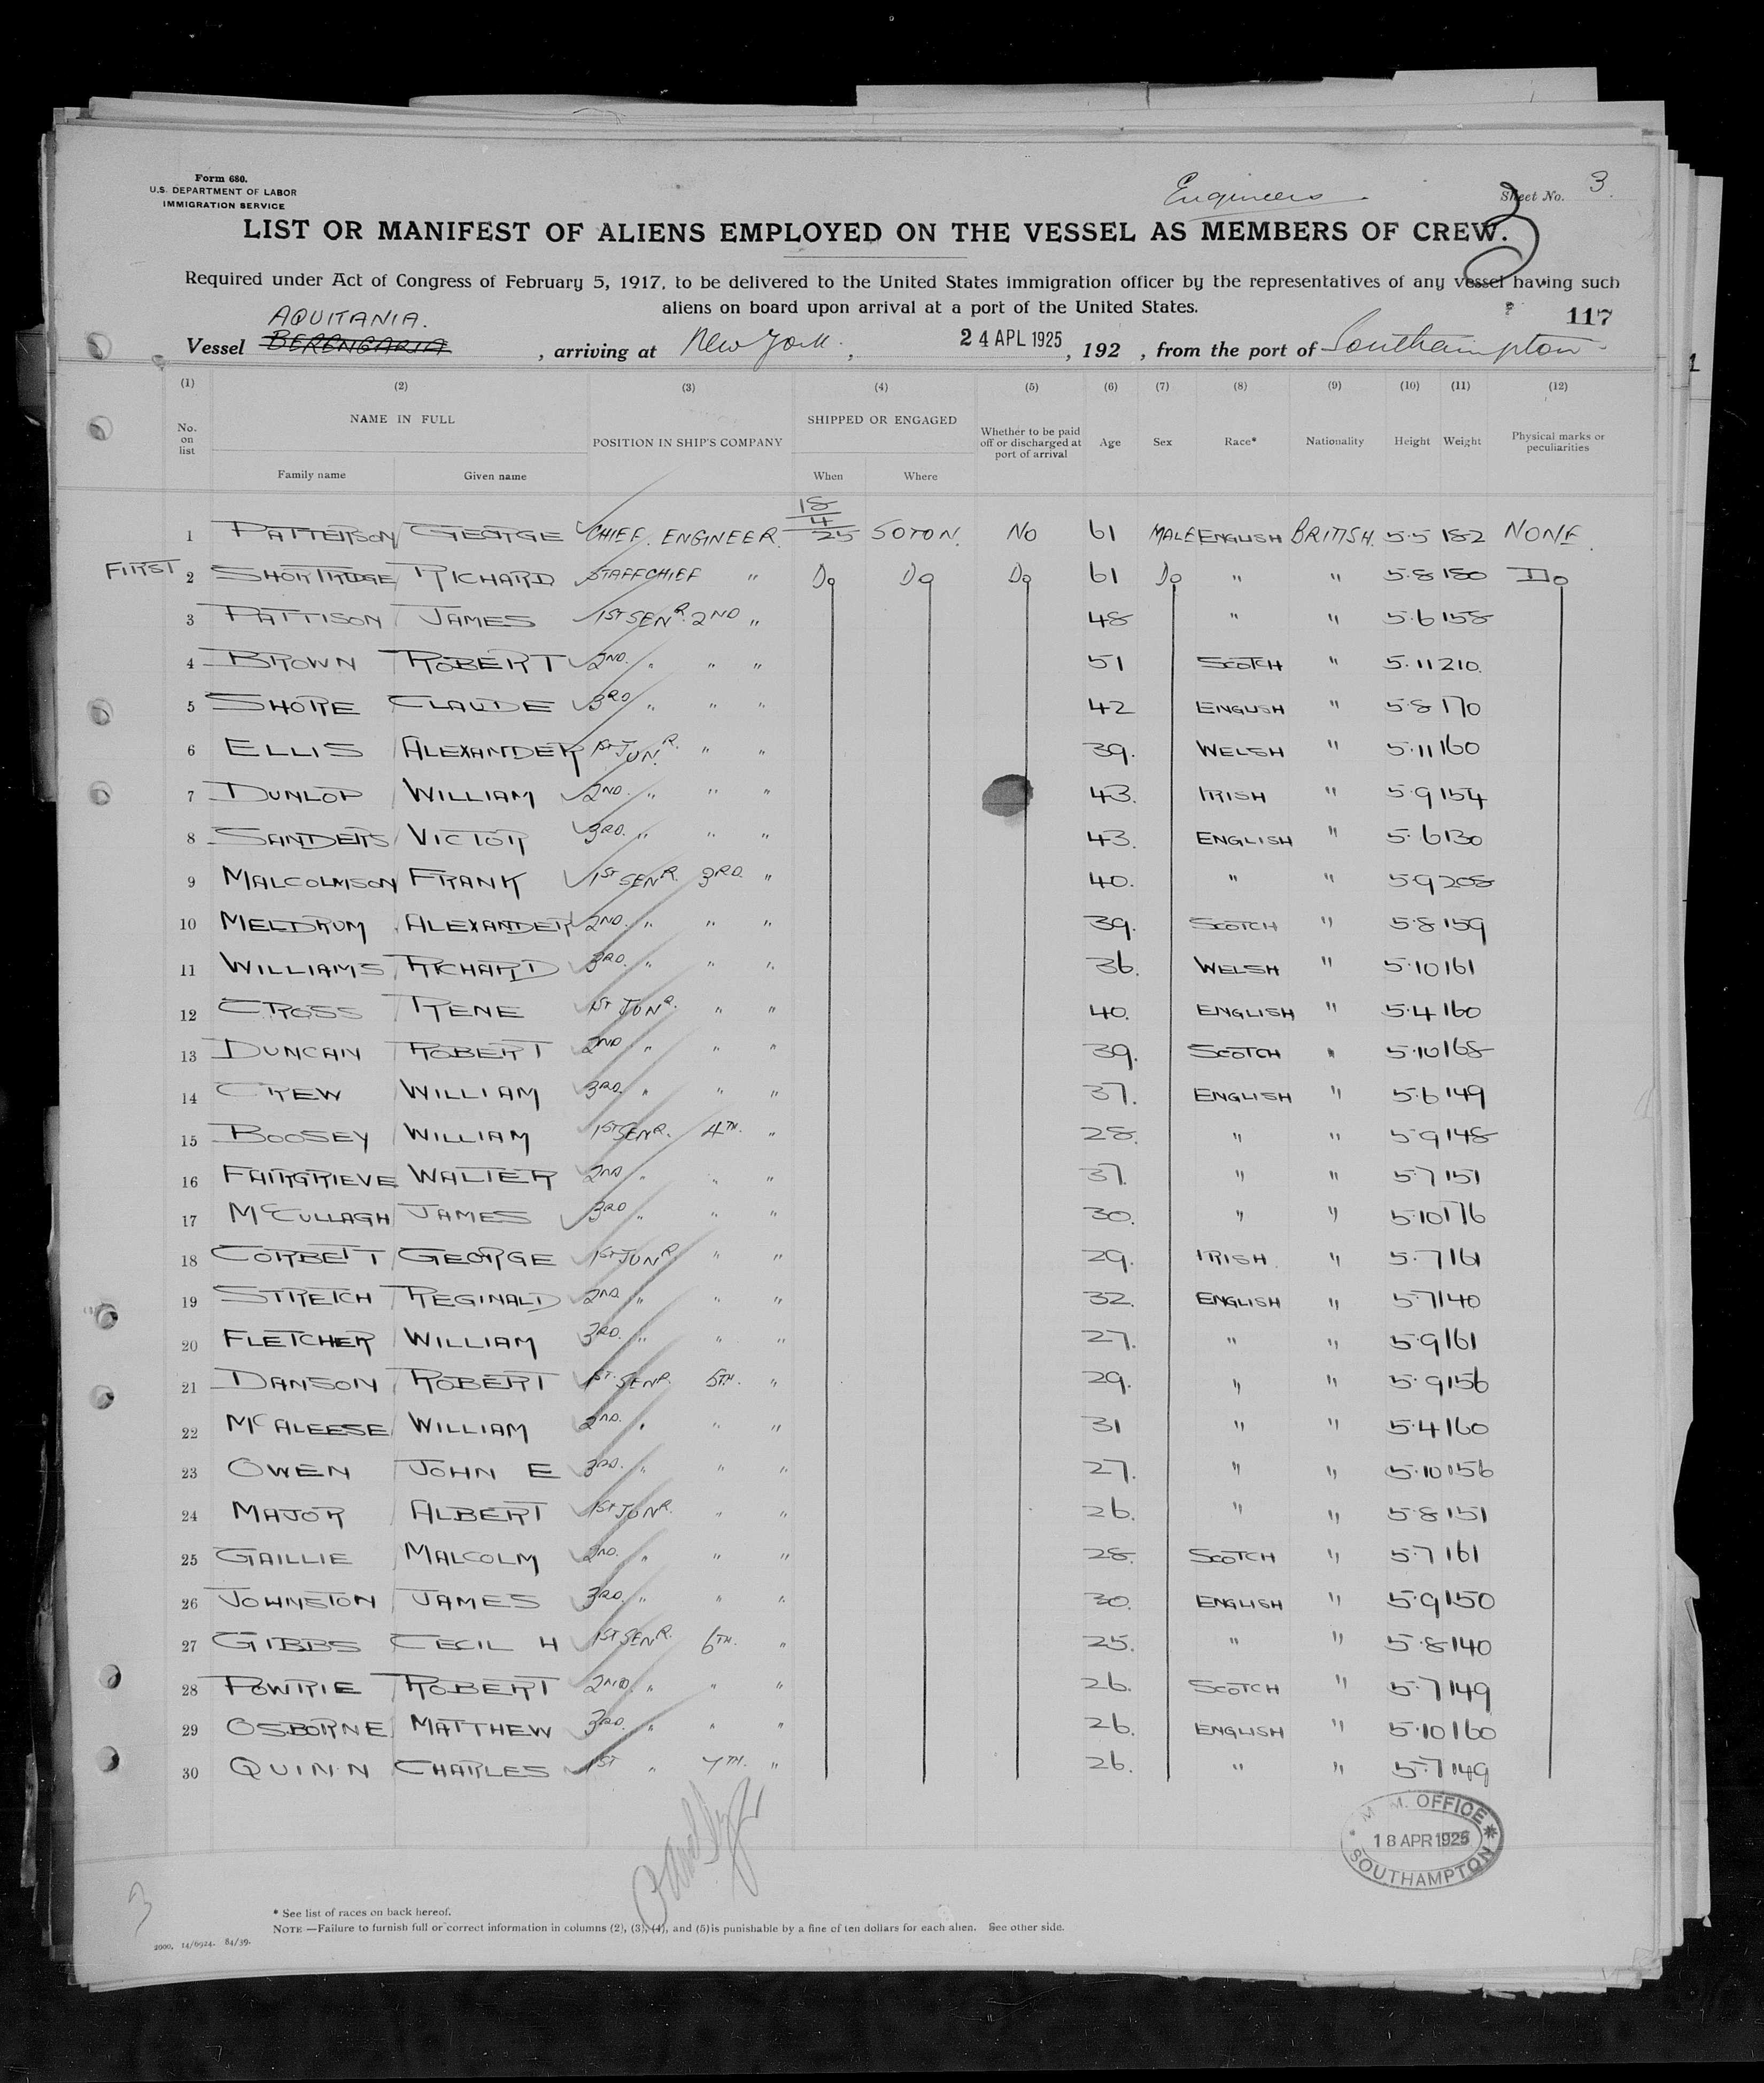 Form 680.
U.S. DEPARTMENT OF LABOR
IMMIGRATION SERVICE
Engineers
Sheet No. 3.
LIST OR MANIFEST OF ALIENS EMPLOYED ON THE VESSEL AS MEMBERS OF CREW.
Required under Act of Congress of February 5, 1917, to be delivered to the United States immigration officer by the representatives of any vessel having such
aliens on board upon arrival at a port of the United States.
117
AQUITANIA.
Vessel BERENGARIA, arriving at New York, 24 APL 1925, 192 , from the port of Southampton
(1) (2) (3) (4) (5) (6) (7) (8) (9) (10) (11) (12)
No. on list NAME IN FULL POSITION IN SHIP'S COMPANY SHIPPED OR ENGAGED Whether to be paid off or discharged at port of arrival Age Sex Race* Nationality Height Weight Physical marks or peculiarities
Family name Given name When Where
1 PATTERSON GEORGE CHIEF ENGINEER. 18/4/25 SOTON. NO 61 MALE ENGLISH BRITISH. 5.5 182 NONE.
FIRST 2 SHORTRIDGE RICHARD STAFF CHIEF " Do Do Do 61 Do " " 5.8 180 Do
3 PATTISON JAMES 1ST SENR. 2ND " 48 " " 5.6 158
4 BROWN ROBERT 2ND. " " " 51 SCOTCH " 5.11 210.
5 SHORE CLAUDE 3RD " " " 42 ENGLISH " 5.8 170
6 ELLIS ALEXANDER 1ST JUNR. " " 39. WELSH " 5.11 160
7 DUNLOP WILLIAM 2ND. " " " 43. IRISH " 5.9 154
8 SANDERS VICTOR 3RD. " " " 43. ENGLISH " 5.6 130
9 MALCOLMSON FRANK 1ST SENR. 3RD. " 40. " " 5.9 208
10 MELDRUM ALEXANDER 2ND. " " " 39. SCOTCH " 5.8 159
11 WILLIAMS RICHARD 3RD. " " " 36. WELSH " 5.10 161
12 CROSS RENE 1ST JUNR. " " 40. ENGLISH " 5.4 160
13 DUNCAN ROBERT 2ND " " " 39. SCOTCH " 5.10 168
14 CREW WILLIAM 3RD. " " " 37. ENGLISH " 5.6 149
15 BOOSEY WILLIAM 1ST SENR. 4TH. " 28. " " 5.9 148
16 FAIRGRIEVE WALTER 2ND " " " 37. " " 5.7 151
17 McCULLAGH JAMES 3RD " " " 30. " " 5.10 176
18 CORBETT GEORGE 1ST JUNR. " " 29. IRISH. " 5.7 161
19 STRETCH REGINALD 2ND. " " " 32. ENGLISH " 5.7 140
20 FLETCHER WILLIAM 3RD. " " " 27. " " 5.9 161
21 DANSON ROBERT 1ST SENR. 5TH. " 29. " " 5.9 156
22 McALEESE WILLIAM 2ND. " " " 31 " " 5.4 160
23 OWEN JOHN E 3RD. " " " 27. " " 5.10 156
24 MAJOR ALBERT 1ST JUNR. " " 26. " " 5.8 151
25 GAILLIE MALCOLM 2ND. " " " 28. SCOTCH " 5.7 161
26 JOHNSTON JAMES 3RD. " " " 30. ENGLISH " 5.9 150
27 GIBBS CECIL H 1ST SENR. 6TH. " 25. " " 5.8 140
28 POWRIE ROBERT 2ND. " " " 26. SCOTCH " 5.7 149
29 OSBORNE MATTHEW 3RD. " " " 26. ENGLISH " 5.10 160
30 QUINN CHARLES 1ST " 7TH. " 26. " " 5.7 149
M. M. OFFICE
18 APR 1925
SOUTHAMPTON
3
* See list of races on back hereof.
NOTE —Failure to furnish full or correct information in columns (2), (3), (4), and (5) is punishable by a fine of ten dollars for each alien. See other side.
2000, 14/6924. 84/39.